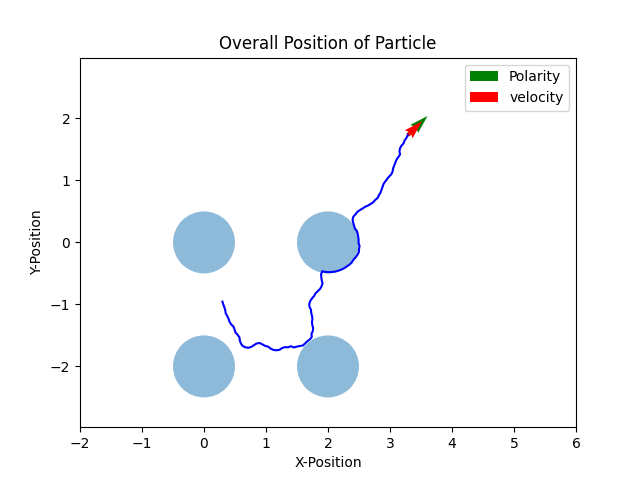 Overall Position of Particle
Polarity
velocity
2
1
0
−1
−2
Y-Position
−2 −1 0 1 2 3 4 5 6
X-Position